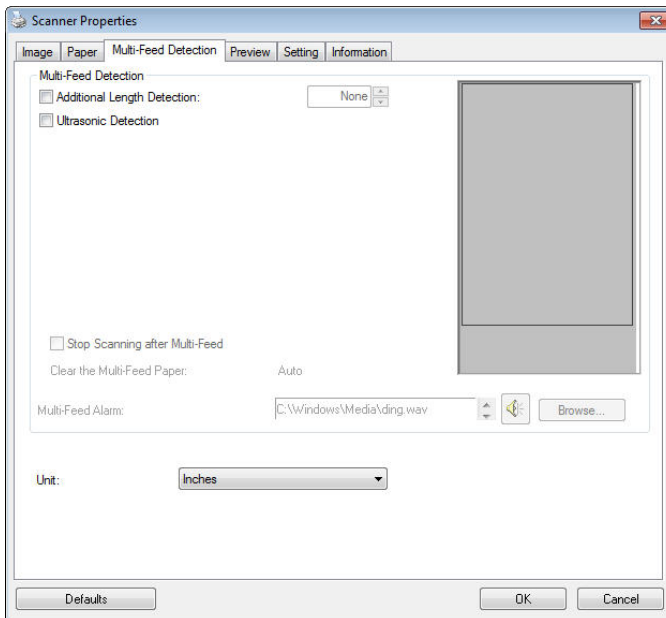 Scanner Properties
Image Paper Multi-Feed Detection Preview Setting Information
Multi-Feed Detection
Additional Length Detection: None
Ultrasonic Detection
Stop Scanning after Multi-Feed
Clear the Multi-Feed Paper: Auto
Multi-Feed Alarm: C:\Windows\Media\ding.wav Browse...
Unit: Inches
Defaults OK Cancel